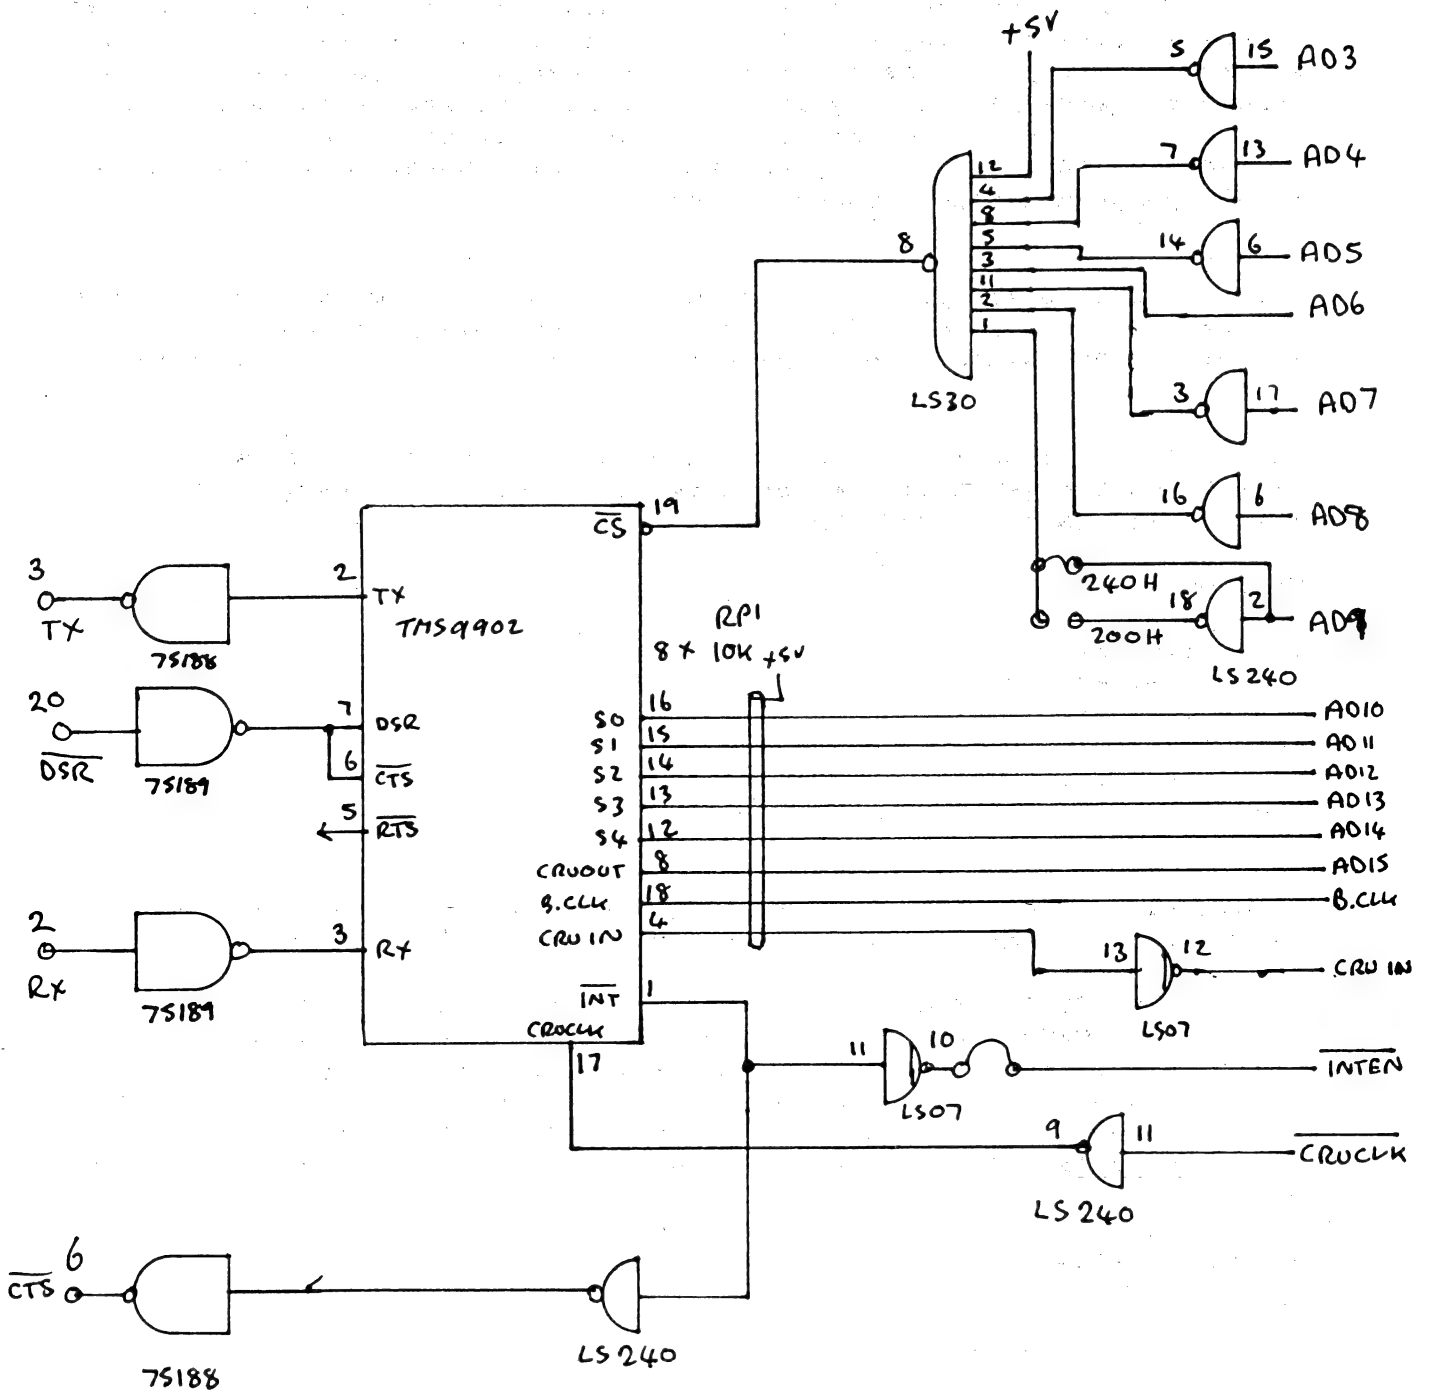 +5V
5 15 AD3
7 13 AD4
12
4
8
5
3
11
2
1
8
14 6 AD5
AD6
LS30
3 17 AD7
16 6 AD8
240H
18 2 AD9
200H
LS240
19
CS
3
TX
75188
2 TX
TMS9902
RP1
8 x 10K +5V
20
DSR
75189
7 DSR
6 CTS
5 RTS
S0 16 AD10
S1 15 AD11
S2 14 AD12
S3 13 AD13
S4 12 AD14
CRUOUT 8 AD15
B.CLK 18 B.CLK
CRU IN 4
13 12 CRU IN
LS07
2
RX
75189
3 RX
INT 1
CRUCLK
17
11 10 INTEN
LS07
9 11 CRUCLK
LS240
6
CTS
75188
LS240